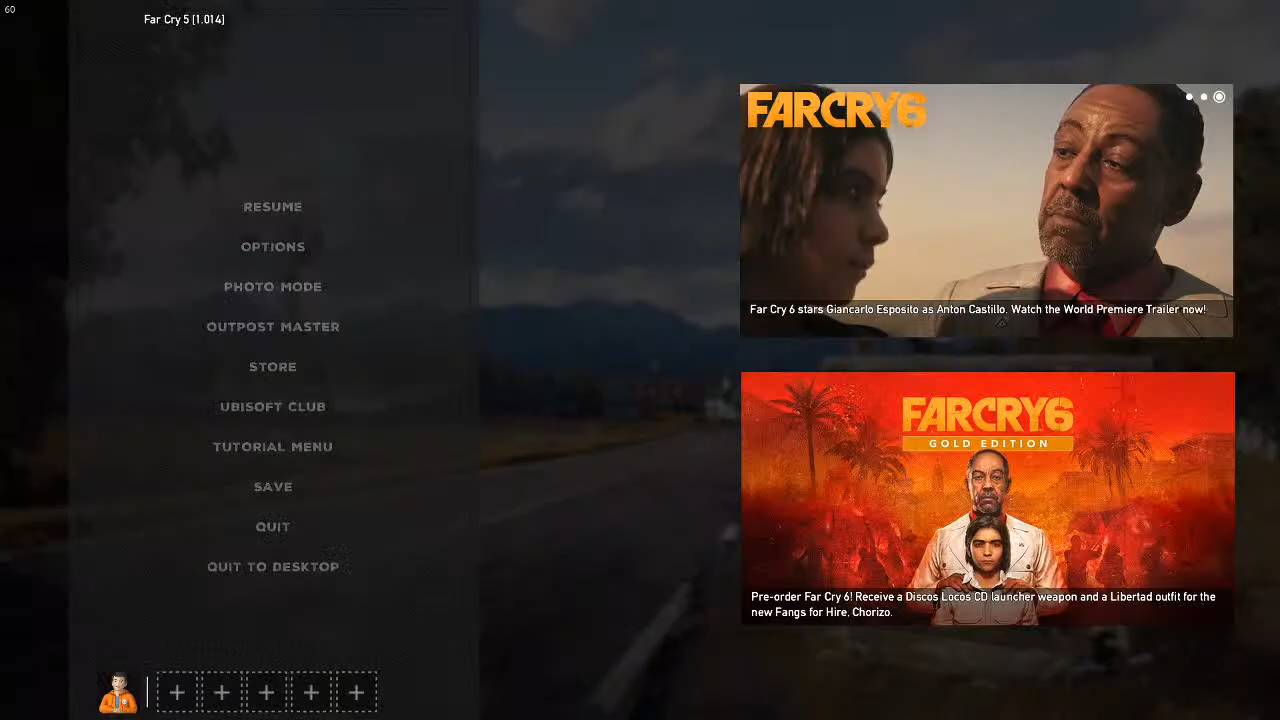 60
Far Cry 5 [1.014]
RESUME
OPTIONS
PHOTO MODE
OUTPOST MASTER
STORE
UBISOFT CLUB
TUTORIAL MENU
SAVE
QUIT
QUIT TO DESKTOP
FARCRY6
Far Cry 6 stars Giancarlo Esposito as Anton Castillo. Watch the World Premiere Trailer now!
FARCRY6
GOLD EDITION
Pre-order Far Cry 6! Receive a Discos Locos CD launcher weapon and a Libertad outfit for the
new Fangs for Hire, Chorizo.